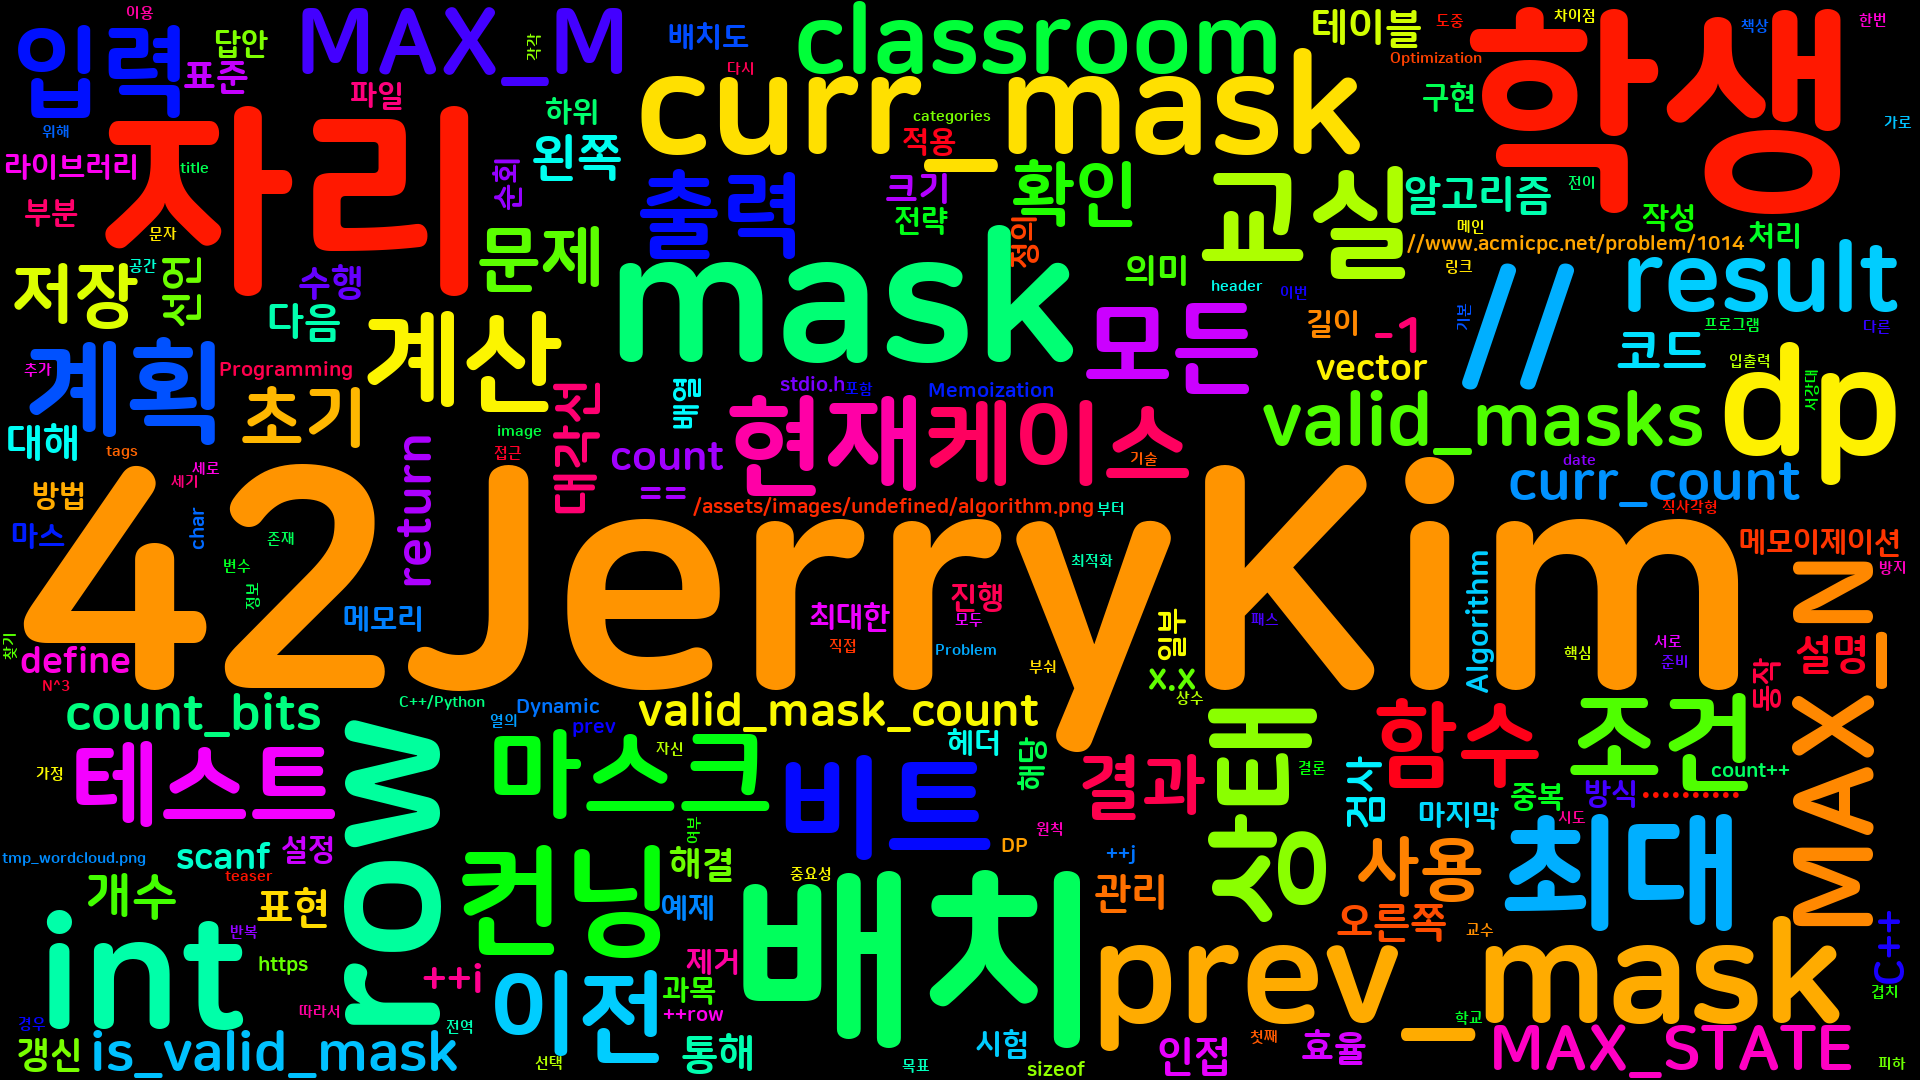 이용
입력
답안
표준
MAX_M
각각
배치도
다시
classroom
curr_mask
테이블
도중
차이점
책상
한번
Optimization
학생
구현
가로
파일
하위
categories
적용
위해
라이브러리
title
자리
순회
왼쪽
출력
크기
전략
확인
정의
교실
알고리즘
전이
작성
메인
처리
//www.acmicpc.net/problem/1014
부분
문자
공간
저장
선언
수행
문제
다음
mask
의미
header
이번
링크
//
result
기본
프로그램
다른
모든
길이
-1
vector
코드
입출력
추가
계획
Programming
계산
초기
대각선
배열
stdio.h
포함
Memoization
현재
케이스
valid_masks
서강대
dp
대해
tags
return
image
접근
count
==
기술
date
curr_count
직사각형
방법
세로
세기
/assets/images/undefined/algorithm.png
부터
마스
char
존재
변수
정보
42JerryKim
최적화
메모이제이션
방지
메모리
최대한
진행
모두
직접
Problem
부숴
일부
x.x
상수
패스
Algorithm
핵심
서로
준비
설명
MAX_N
찾기
define
N^3
C++/Python
Dynamic
열의
prev
valid_mask_count
동작
count_bits
row
마스크
자신
헤더
해당
상태
결론
함수
조건
count++
가정
테스트
비트
결과
검사
마지막
중복
방식
··········
시도
tmp_wordcloud.png
scanf
설정
teaser
여부
해결
중요성
DP
원칙
++j
사용
최대
개수
표현
컨닝
예제
배치
관리
오른쪽
교수
C++
int
반복
https
++i
이전
제거
과목
++row
prev_mask
겹치
경우
따라서
전역
갱신
is_valid_mask
선택
통해
목표
시험
sizeof
인접
첫째
효율
학교
MAX_STATE
피하